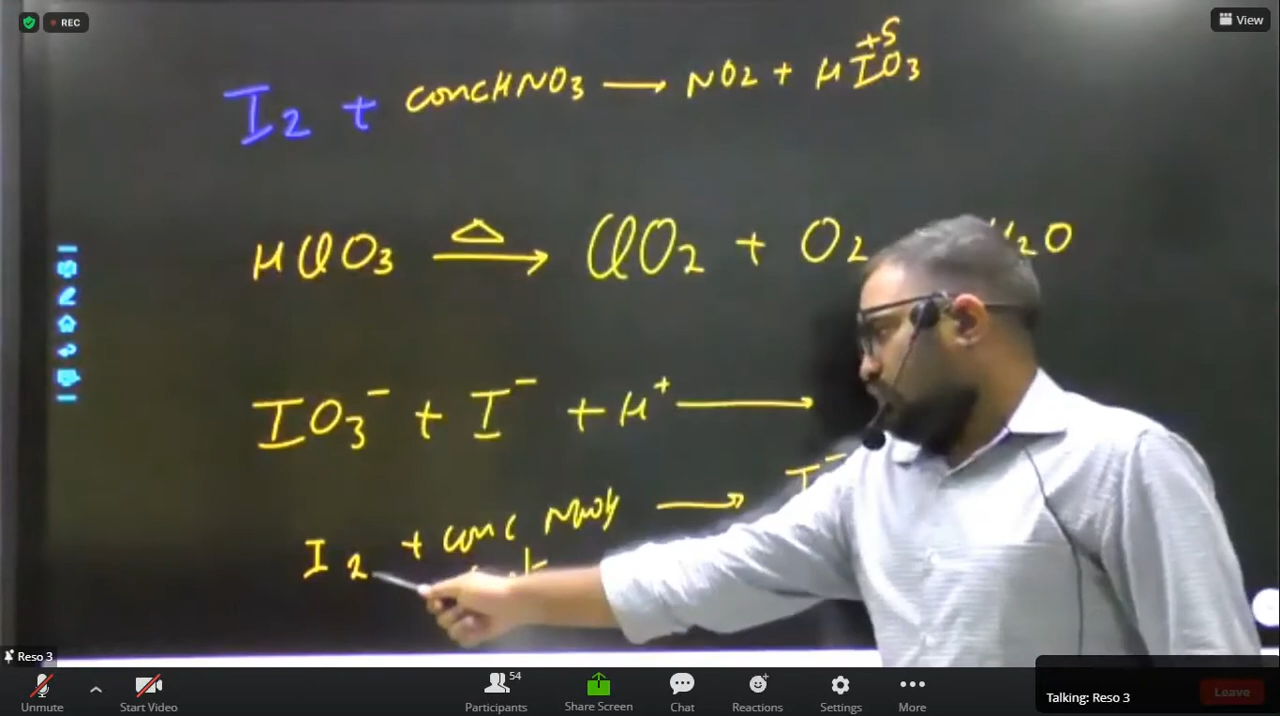 REC
View
+5
I2 + concHNO3 → NO2 + HIO3
HClO3 →Δ ClO2 + O2 H2O
IO3⁻ + I⁻ + H⁺ →
I2 + conc NaOH → I⁻
Reso 3
Unmute
Start Video
54
Participants
Share Screen
Chat
Reactions
Settings
More
Talking: Reso 3
Leave